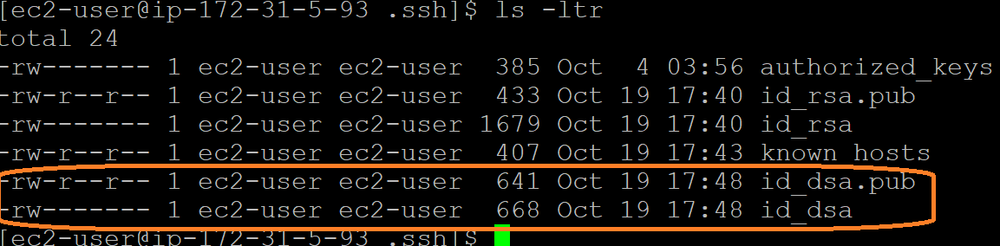 [ec2-user@ip-172-31-5-93 .ssh]$ ls -ltr
total 24
-rw------- 1 ec2-user ec2-user  385 Oct  4 03:56 authorized_keys
-rw-r--r-- 1 ec2-user ec2-user  433 Oct 19 17:40 id_rsa.pub
-rw------- 1 ec2-user ec2-user 1679 Oct 19 17:40 id_rsa
-rw-r--r-- 1 ec2-user ec2-user  407 Oct 19 17:43 known_hosts
-rw-r--r-- 1 ec2-user ec2-user  641 Oct 19 17:48 id_dsa.pub
-rw------- 1 ec2-user ec2-user  668 Oct 19 17:48 id_dsa
[ec2-user@ip-172-31-5-93 .ssh]$